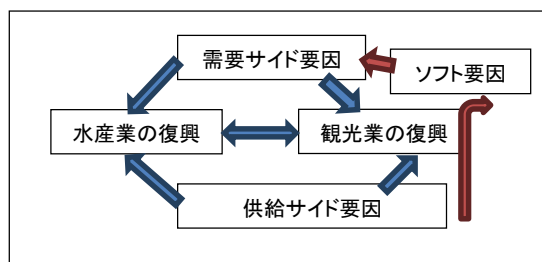 需要サイド要因
ソフト要因
水産業の復興
観光業の復興
供給サイド要因